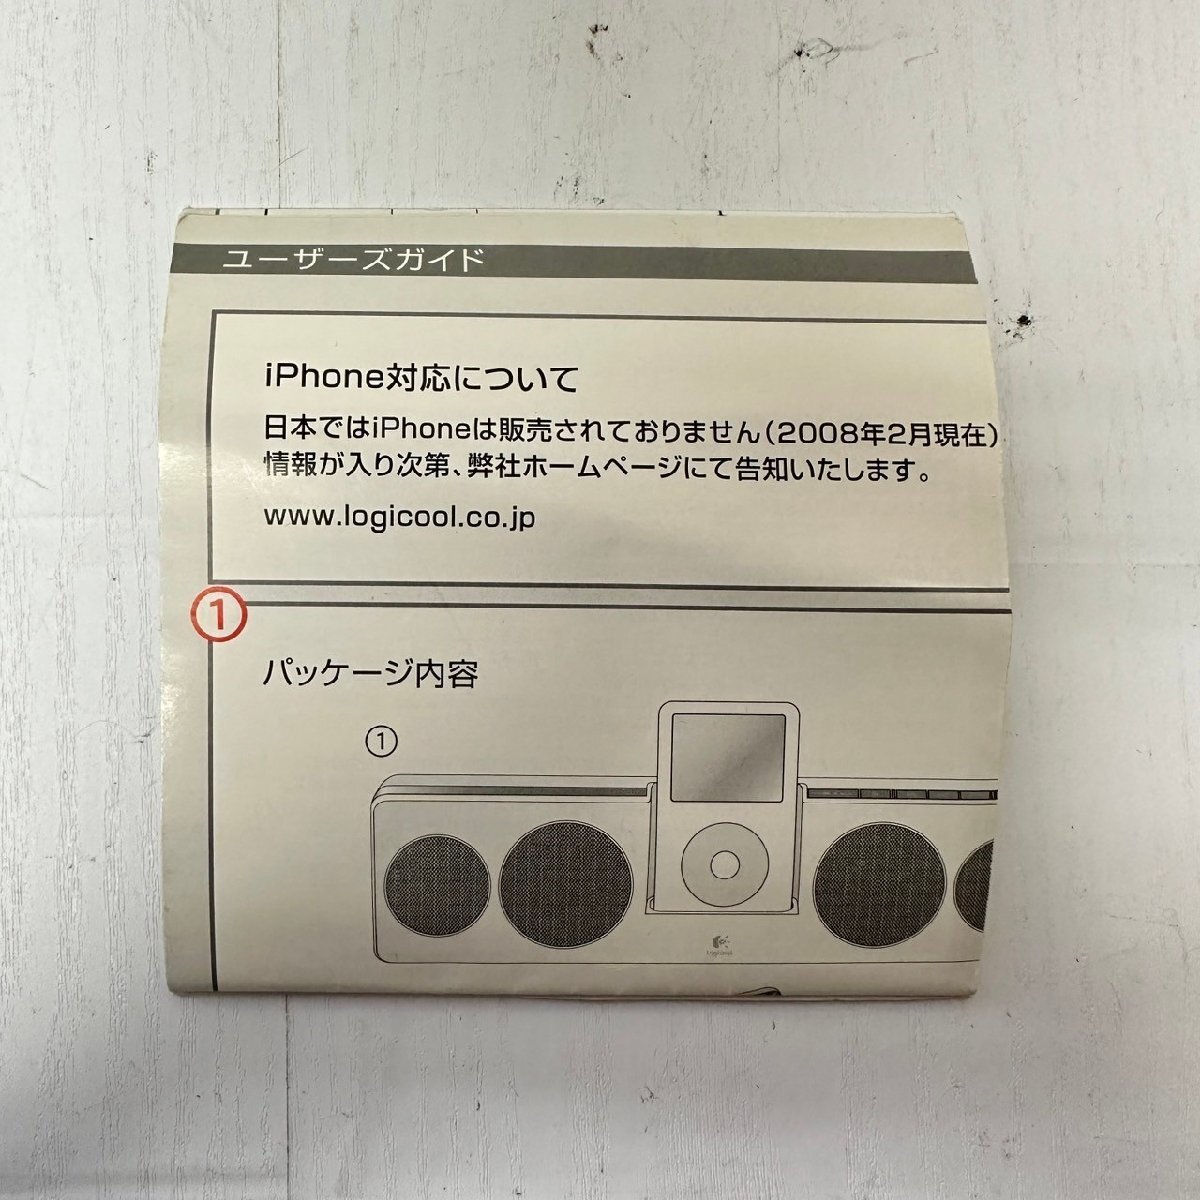 ユーザーズガイド
iPhone対応について
日本ではiPhoneは販売されておりません（2008年2月現在）
情報が入り次第、弊社ホームページにて告知いたします。
www.logicool.co.jp
①
パッケージ内容
①
Logicool